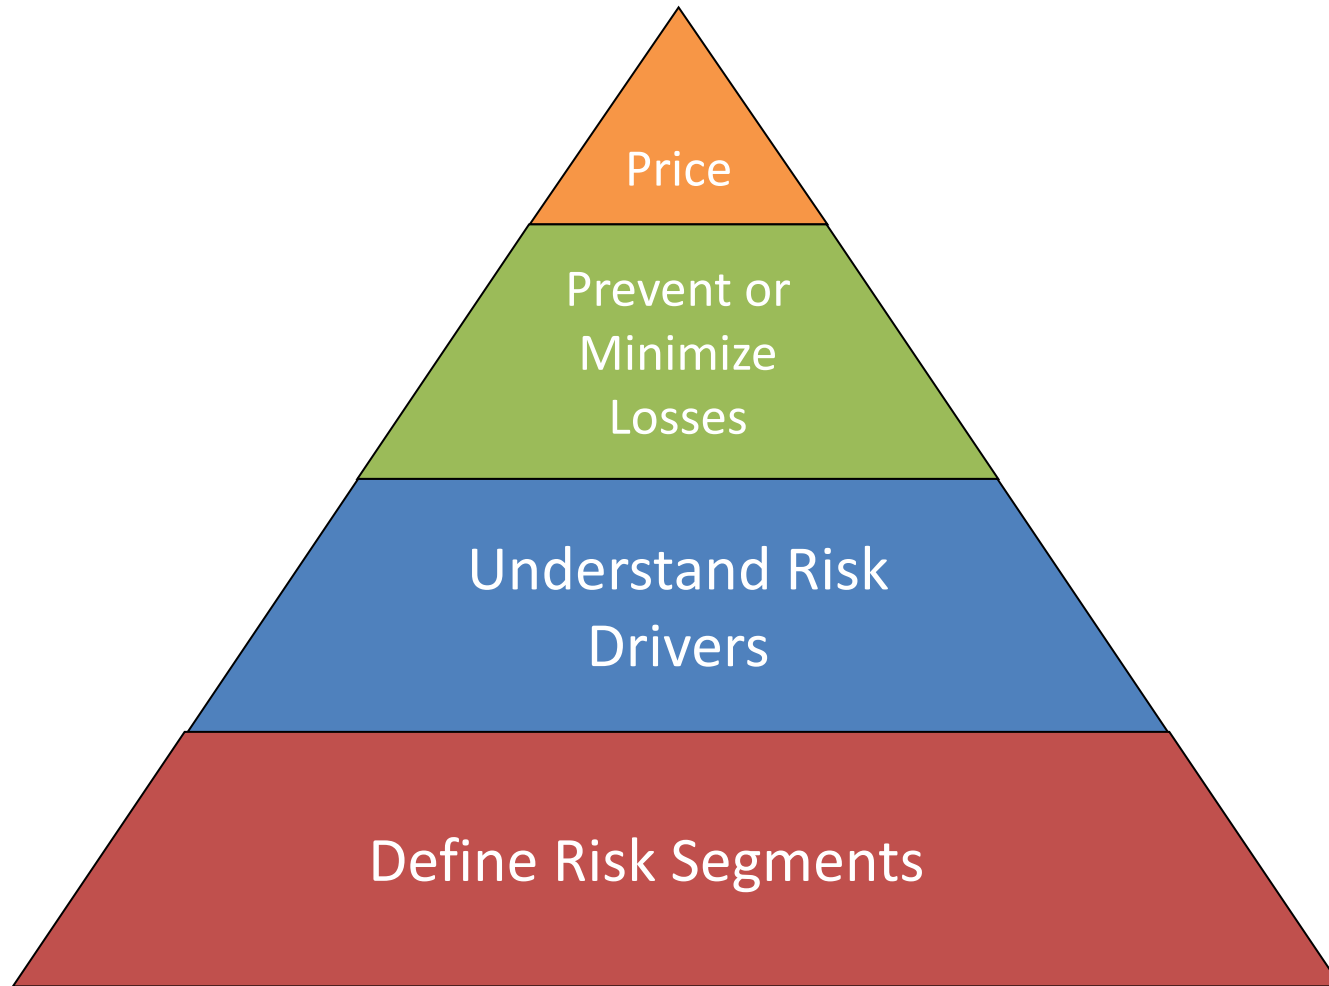 Price
Prevent or
Minimize
Losses
Understand Risk
Drivers
Define Risk Segments